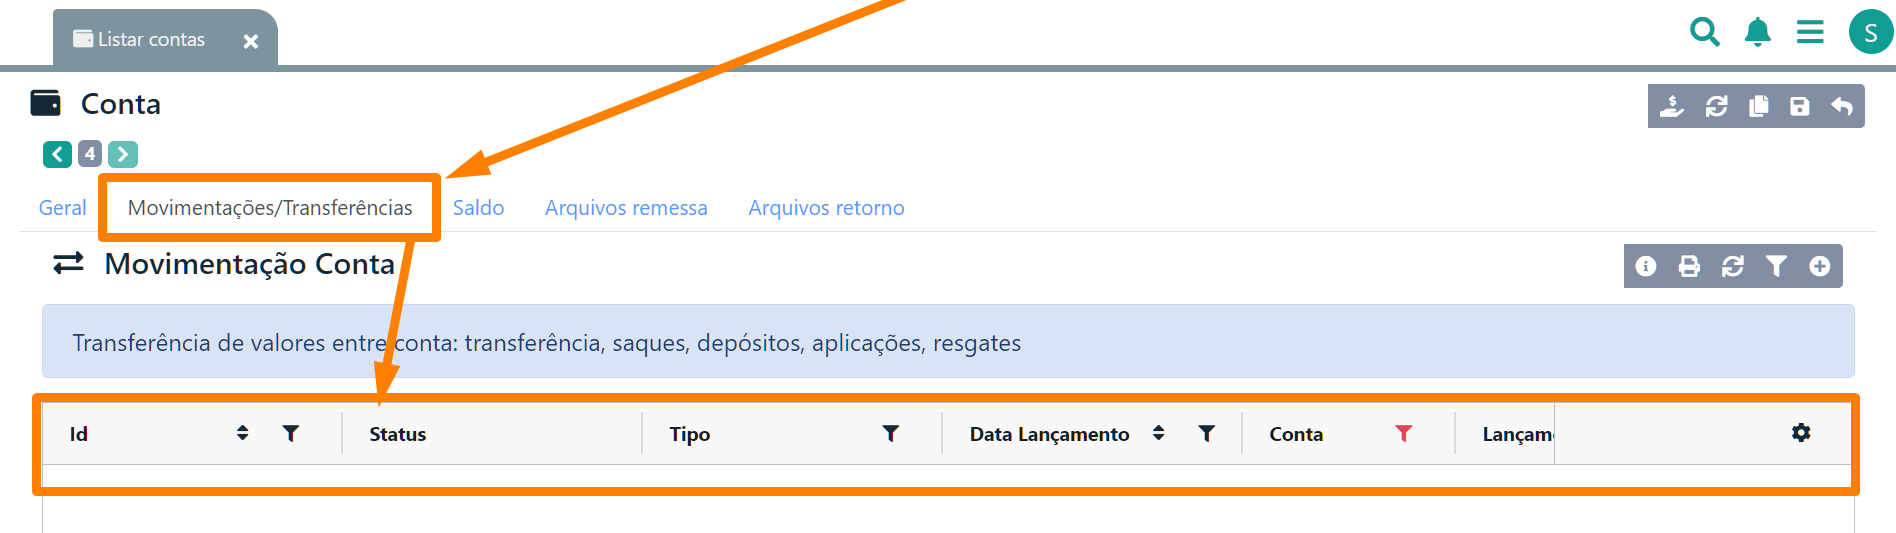 Listar contas
S
Conta
4
Geral Movimentações/Transferências Saldo Arquivos remessa Arquivos retorno
Movimentação Conta
Transferência de valores entre conta: transferência, saques, depósitos, aplicações, resgates
Id Status Tipo Data Lançamento Conta Lançam